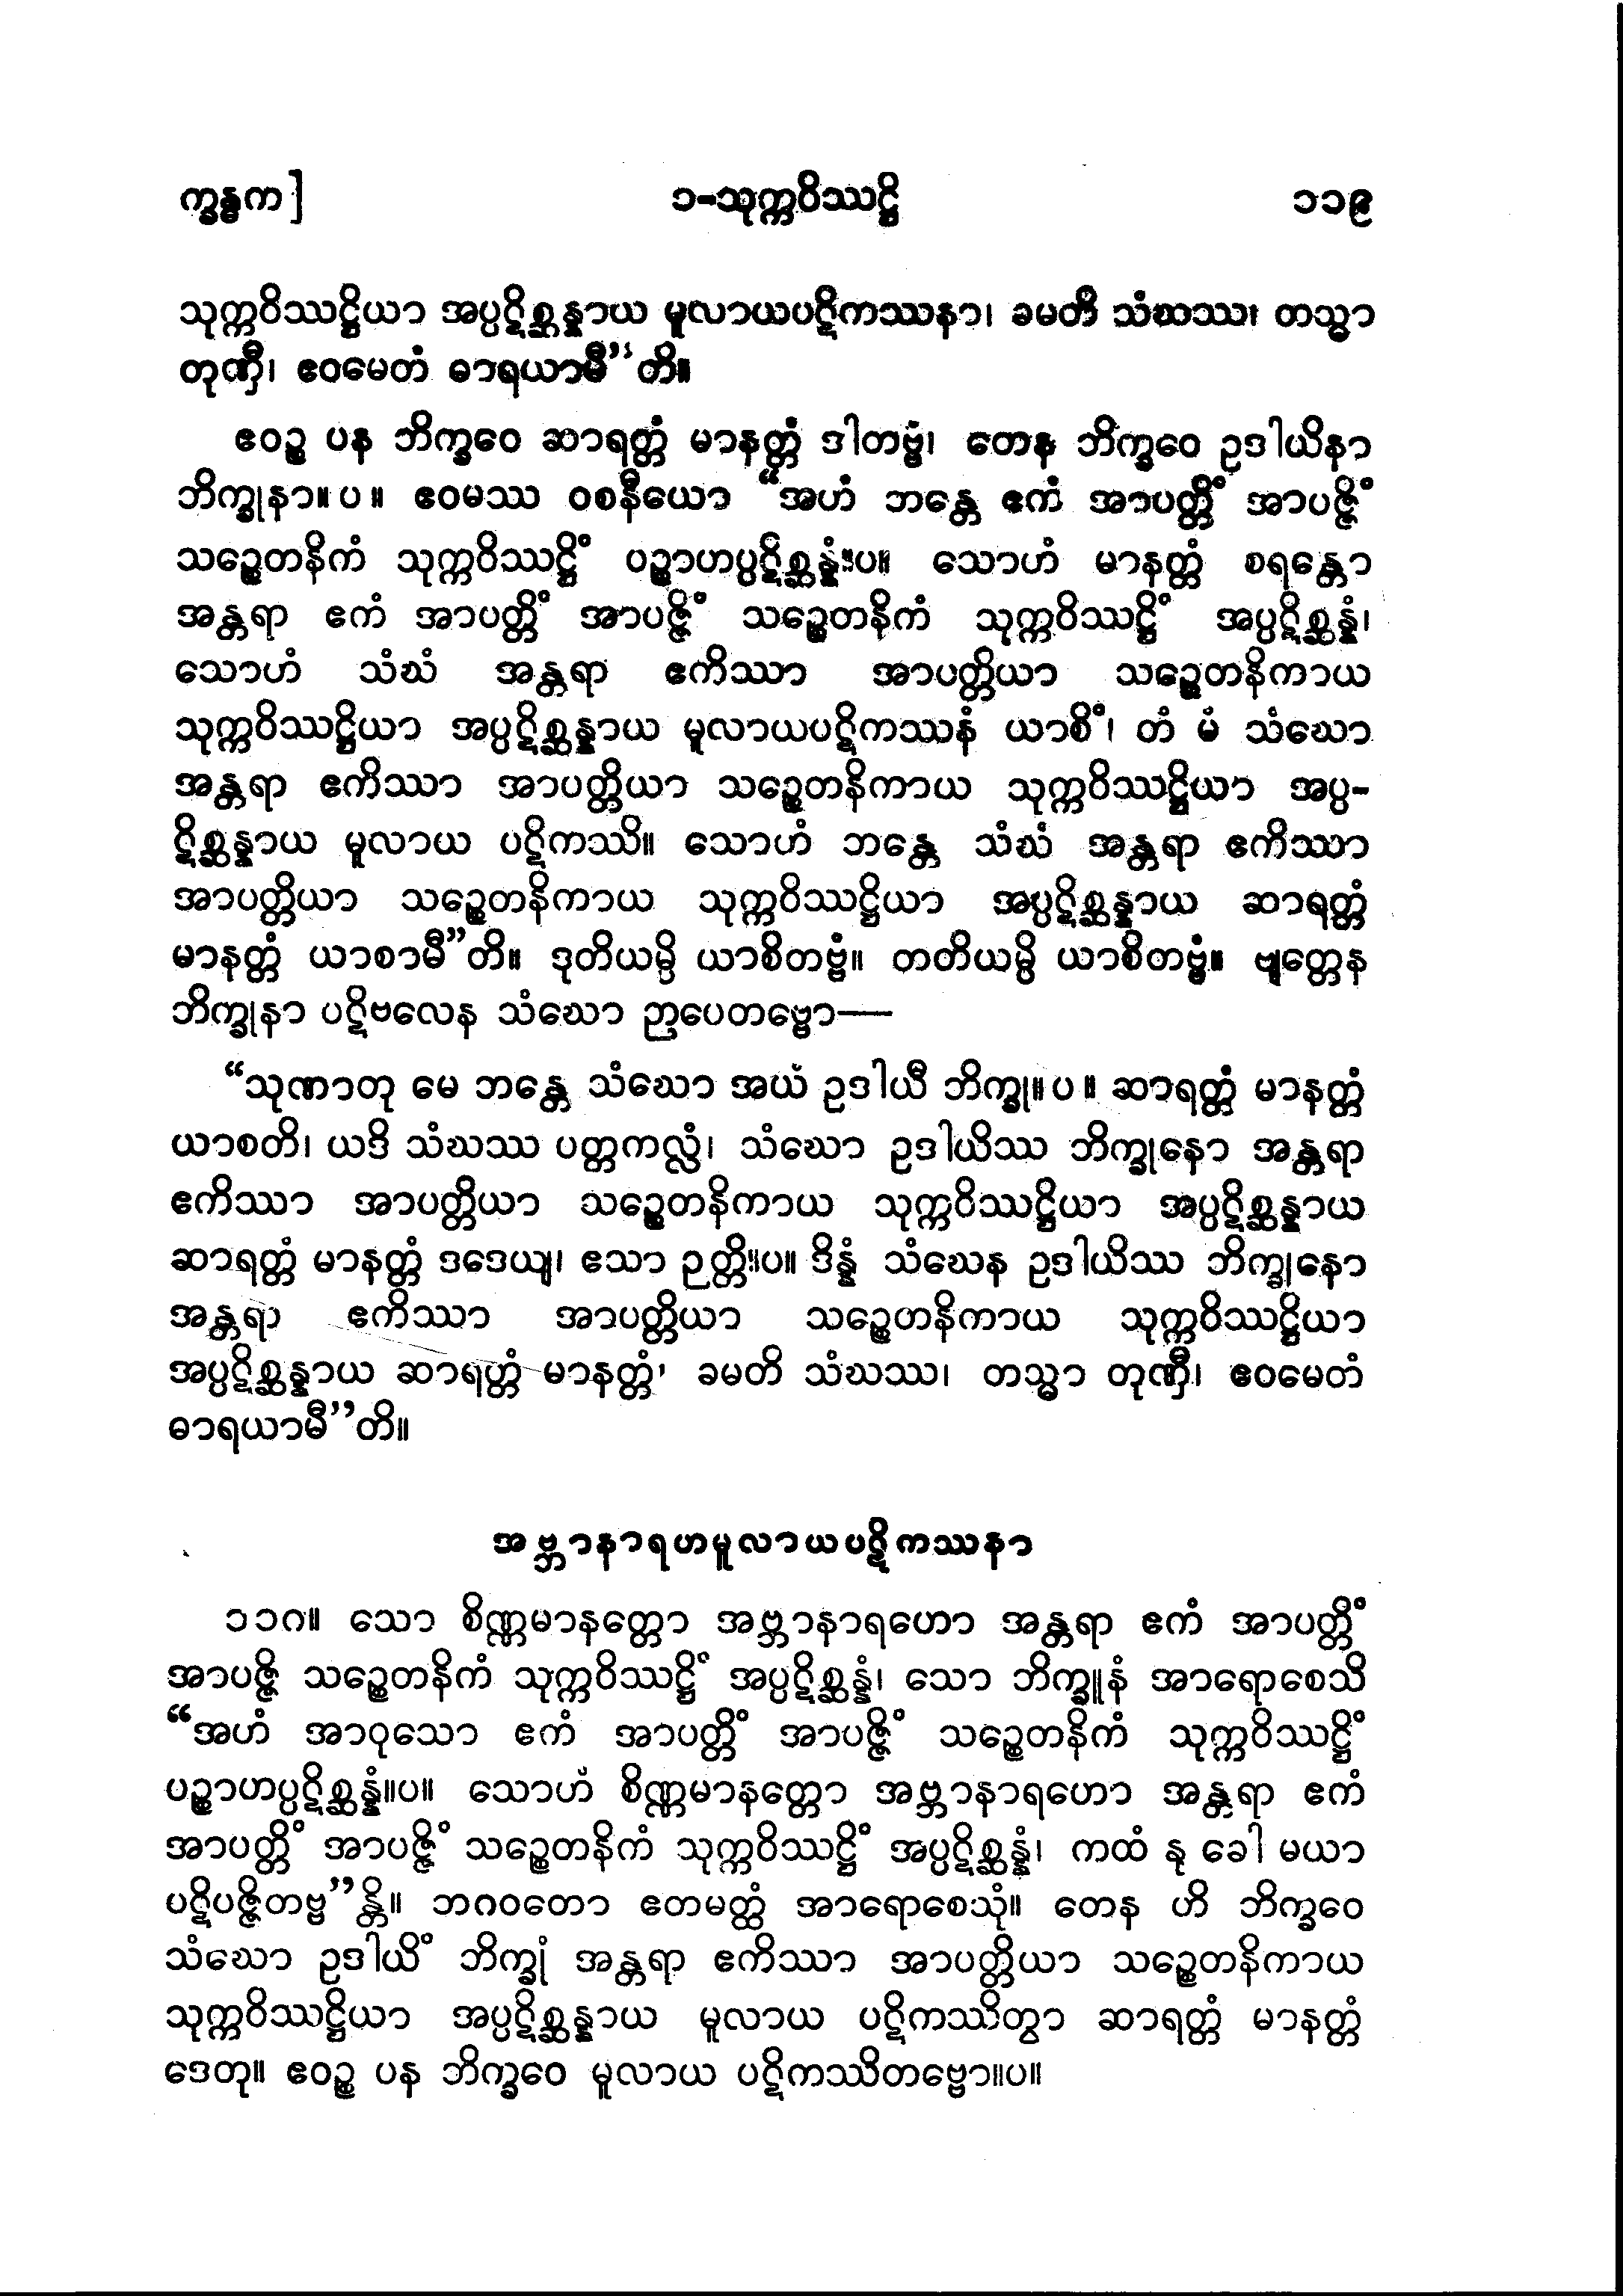 က္ခန္ဓက]
၁-သုက္ကဝိဿဋ္ဌိ
၁၁၉
သုက္ကဝိဿဋ္ဌိယာ အပ္ပဋိစ္ဆန္နာယ မူလာယပဋိကဿနာ၊ ခမတိ သံဃဿ၊ တသ္မာ
တုဏှီ၊ ဧဝမေတံ ဓာရယာမီ”တိ။
ဧဝဉ္စ ပန ဘိက္ခဝေ ဆာရတ္တံ မာနတ္တံ ဒါတဗ္ဗံ၊ တေန ဘိက္ခဝေ ဥဒါယိနာ
ဘိက္ခုနာ။ပ။ ဧဝမဿ ဝစနီယော “အဟံ ဘန္တေ ဧကံ အာပတ္တိံ အာပဇ္ဇိံ
သဉ္စေတနိကံ သုက္ကဝိဿဋ္ဌိံ ပဉ္စာဟပ္ပဋိစ္ဆန္နံ။ပ။ သောဟံ မာနတ္တံ စရန္တော
အန္တရာ ဧကံ အာပတ္တိံ အာပဇ္ဇိံ သဉ္စေတနိကံ သုက္ကဝိဿဋ္ဌိံ အပ္ပဋိစ္ဆန္နံ၊
သောဟံ သံဃံ အန္တရာ ဧကိဿာ အာပတ္တိယာ သဉ္စေတနိကာယ
သုက္ကဝိဿဋ္ဌိယာ အပ္ပဋိစ္ဆန္နာယ မူလာယပဋိကဿနံ ယာစိံ၊ တံ မံ သံဃော
အန္တရာ ဧကိဿာ အာပတ္တိယာ သဉ္စေတနိကာယ သုက္ကဝိဿဋ္ဌိယာ အပ္ပ-
ဋိစ္ဆန္နာယ မူလာယ ပဋိကဿိ။ သောဟံ ဘန္တေ သံဃံ အန္တရာ ဧကိဿာ
အာပတ္တိယာ သဉ္စေတနိကာယ သုက္ကဝိဿဋ္ဌိယာ အပ္ပဋိစ္ဆန္နာယ ဆာရတ္တံ
မာနတ္တံ ယာစာမီ”တိ။ ဒုတိယမ္ပိ ယာစိတဗ္ဗံ။ တတိယမ္ပိ ယာစိတဗ္ဗံ။ ဗျတ္တေန
ဘိက္ခုနာ ပဋိဗလေန သံဃော ဉာပေတဗ္ဗော—
“သုဏာတု မေ ဘန္တေ သံဃော အယံ ဥဒါယီ ဘိက္ခု။ပ။ ဆာရတ္တံ မာနတ္တံ
ယာစတိ၊ ယဒိ သံဃဿ ပတ္တကလ္လံ၊ သံဃော ဥဒါယိဿ ဘိက္ခုနော အန္တရာ
ဧကိဿာ အာပတ္တိယာ သဉ္စေတနိကာယ သုက္ကဝိဿဋ္ဌိယာ အပ္ပဋိစ္ဆန္နာယ
ဆာရတ္တံ မာနတ္တံ ဒဒေယျ၊ ဧသာ ဉတ္တိ။ပ။ ဒိန္နံ သံဃေန ဥဒါယိဿ ဘိက္ခုနော
အန္တရာ ဧကိဿာ အာပတ္တိယာ သဉ္စေတနိကာယ သုက္ကဝိဿဋ္ဌိယာ
အပ္ပဋိစ္ဆန္နာယ ဆာရတ္တံ မာနတ္တံ၊ ခမတိ သံဃဿ၊ တသ္မာ တုဏှီ၊ ဧဝမေတံ
ဓာရယာမီ”တိ။
အဗ္ဘာနာရဟမူလာယပဋိကဿနာ
၁၁၈။ သော စိဏ္ဏမာနတ္တော အဗ္ဘာနာရဟော အန္တရာ ဧကံ အာပတ္တိံ
အာပဇ္ဇိ သဉ္စေတနိကံ သုက္ကဝိဿဋ္ဌိံ အပ္ပဋိစ္ဆန္နံ၊ သော ဘိက္ခူနံ အာရောစေသိ
“အဟံ အာဝုသော ဧကံ အာပတ္တိံ အာပဇ္ဇိံ သဉ္စေတနိကံ သုက္ကဝိဿဋ္ဌိံ
ပဉ္စာဟပ္ပဋိစ္ဆန္နံ။ပ။ သောဟံ စိဏ္ဏမာနတ္တော အဗ္ဘာနာရဟော အန္တရာ ဧကံ
အာပတ္တိံ အာပဇ္ဇိံ သဉ္စေတနိကံ သုက္ကဝိဿဋ္ဌိံ အပ္ပဋိစ္ဆန္နံ၊ ကထံ နု ခေါ မယာ
ပဋိပဇ္ဇိတဗ္ဗ”န္တိ။ ဘဂဝတော ဧတမတ္ထံ အာရောစေသုံ။ တေန ဟိ ဘိက္ခဝေ
သံဃော ဥဒါယိံ ဘိက္ခုံ အန္တရာ ဧကိဿာ အာပတ္တိယာ သဉ္စေတနိကာယ
သုက္ကဝိဿဋ္ဌိယာ အပ္ပဋိစ္ဆန္နာယ မူလာယ ပဋိကဿိတွာ ဆာရတ္တံ မာနတ္တံ
ဒေတု။ ဧဝဉ္စ ပန ဘိက္ခဝေ မူလာယ ပဋိကဿိတဗ္ဗော။ပ။